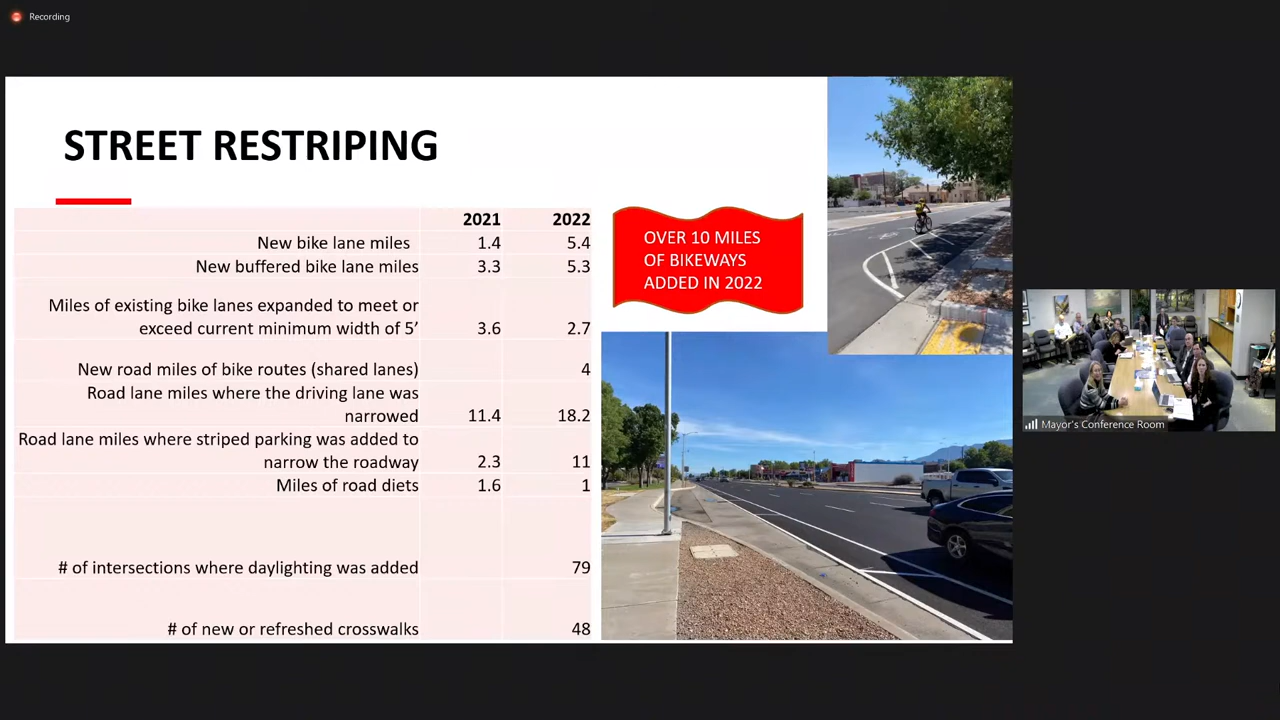 Recording
STREET RESTRIPING
2021 2022
New bike lane miles 1.4 5.4
New buffered bike lane miles 3.3 5.3
Miles of existing bike lanes expanded to meet or
exceed current minimum width of 5’ 3.6 2.7
New road miles of bike routes (shared lanes) 4
Road lane miles where the driving lane was
narrowed 11.4 18.2
Road lane miles where striped parking was added to
narrow the roadway 2.3 11
Miles of road diets 1.6 1
# of intersections where daylighting was added 79
# of new or refreshed crosswalks 48
OVER 10 MILES
OF BIKEWAYS
ADDED IN 2022
Mayor's Conference Room